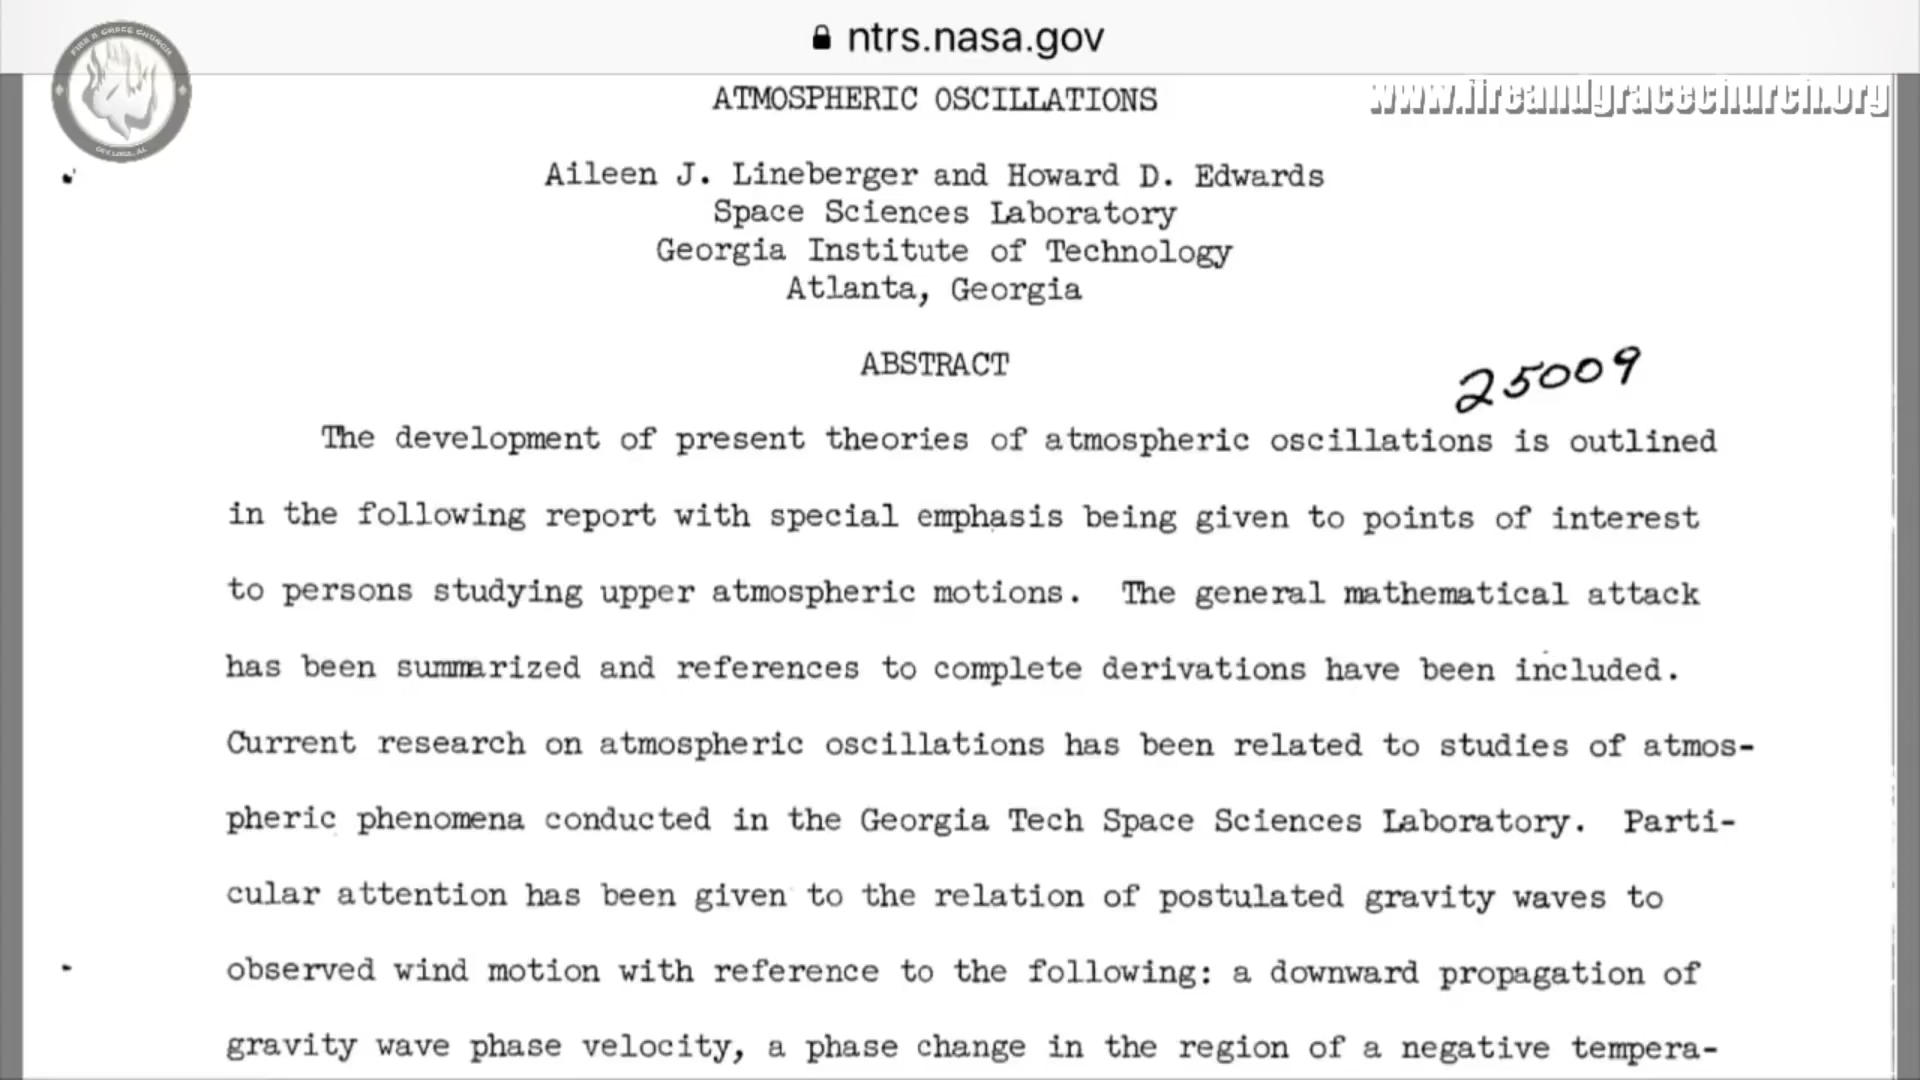 FIRE & GRACE CHURCH
ntrs.nasa.gov
www.fireandgracechurch.org
ATMOSPHERIC OSCILLATIONS
Aileen J. Lineberger and Howard D. Edwards
Space Sciences Laboratory
Georgia Institute of Technology
Atlanta, Georgia
ABSTRACT
25009
The development of present theories of atmospheric oscillations is outlined
in the following report with special emphasis being given to points of interest
to persons studying upper atmospheric motions. The general mathematical attack
has been summarized and references to complete derivations have been included.
Current research on atmospheric oscillations has been related to studies of atmos-
pheric phenomena conducted in the Georgia Tech Space Sciences Laboratory. Parti-
cular attention has been given to the relation of postulated gravity waves to
observed wind motion with reference to the following: a downward propagation of
gravity wave phase velocity, a phase change in the region of a negative tempera-